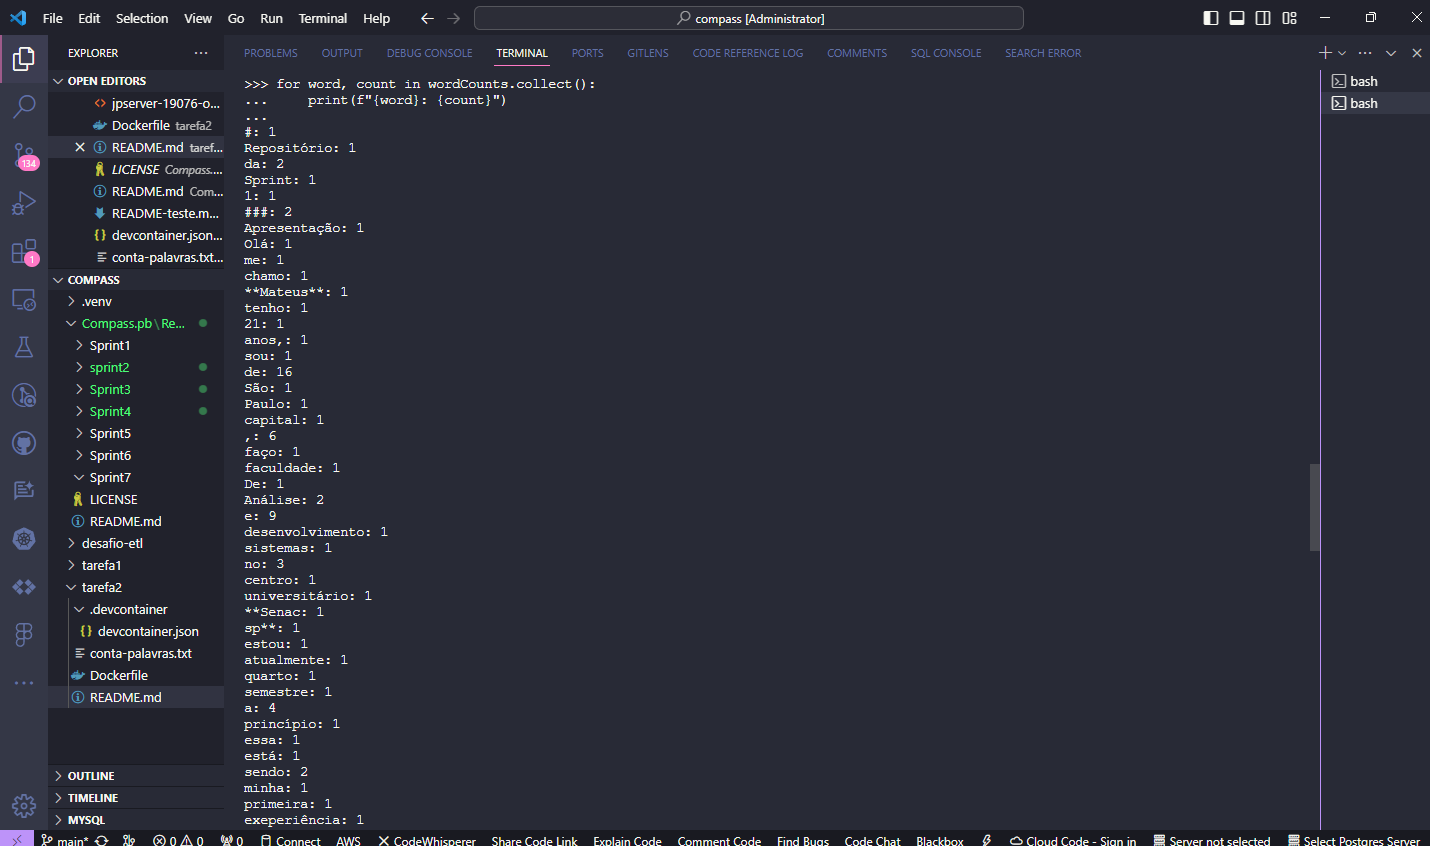 File Edit Selection View Go Run Terminal Help
compass [Administrator]
EXPLORER
OPEN EDITORS
jpserver-19076-o...
Dockerfile tarefa2
README.md taref...
LICENSE Compass....
README.md Com...
README-teste.m...
devcontainer.json...
conta-palavras.txt...
COMPASS
.venv
Compass.pb\Re...
Sprint1
sprint2
Sprint3
Sprint4
Sprint5
Sprint6
Sprint7
LICENSE
README.md
desafio-etl
tarefa1
tarefa2
.devcontainer
devcontainer.json
conta-palavras.txt
Dockerfile
README.md
OUTLINE
TIMELINE
MYSQL
134
1
PROBLEMS OUTPUT DEBUG CONSOLE TERMINAL PORTS GITLENS CODE REFERENCE LOG COMMENTS SQL CONSOLE SEARCH ERROR
>>> for word, count in wordCounts.collect():
...     print(f"{word}: {count}")
...
#: 1
Repositório: 1
da: 2
Sprint: 1
1: 1
###: 2
Apresentação: 1
Olá: 1
me: 1
chamo: 1
**Mateus**: 1
tenho: 1
21: 1
anos,: 1
sou: 1
de: 16
São: 1
Paulo: 1
capital: 1
,: 6
faço: 1
faculdade: 1
De: 1
Análise: 2
e: 9
desenvolvimento: 1
sistemas: 1
no: 3
centro: 1
universitário: 1
**Senac: 1
sp**: 1
estou: 1
atualmente: 1
quarto: 1
semestre: 1
a: 4
princípio: 1
essa: 1
está: 1
sendo: 2
minha: 1
primeira: 1
exeperiência: 1
bash
bash
main* 0 0 0 Connect AWS CodeWhisperer Share Code Link Explain Code Comment Code Find Bugs Code Chat Blackbox Cloud Code - Sign in Server not selected Select Postgres Server